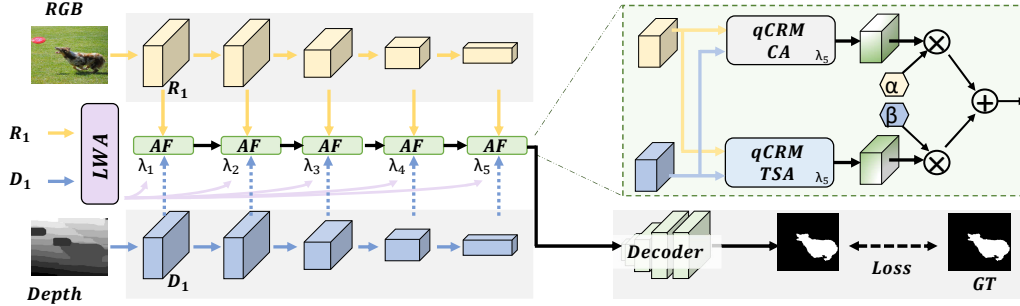 RGB
R₁
R₁
D₁
LWA
AF
AF
AF
AF
AF
λ₁
λ₂
λ₃
λ₄
λ₅
D₁
Depth
qCRM
CA
λ₅
α
β
qCRM
TSA
λ₅
Decoder
Loss
GT